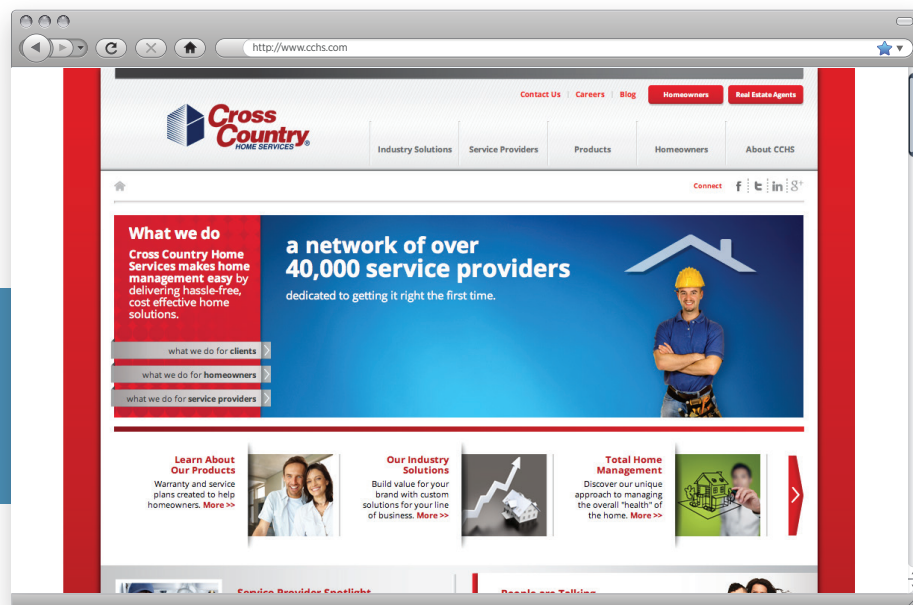 http://www.cchs.com
Contact Us | Careers | Blog
Homeowners
Real Estate Agents
Cross
Country
HOME SERVICES®
Industry Solutions
Service Providers
Products
Homeowners
About CCHS
Connect
What we do
Cross Country Home
Services makes home
management easy by
delivering hassle-free,
cost effective home
solutions.
what we do for clients
what we do for homeowners
what we do for service providers
a network of over
40,000 service providers
dedicated to getting it right the first time.
Learn About
Our Products
Warranty and service
plans created to help
homeowners. More >>
Our Industry
Solutions
Build value for your
brand with custom
solutions for your line
of business. More >>
Total Home
Management
Discover our unique
approach to managing
the overall "health" of
the home. More >>
Service Provider Spotlight
People are Talking